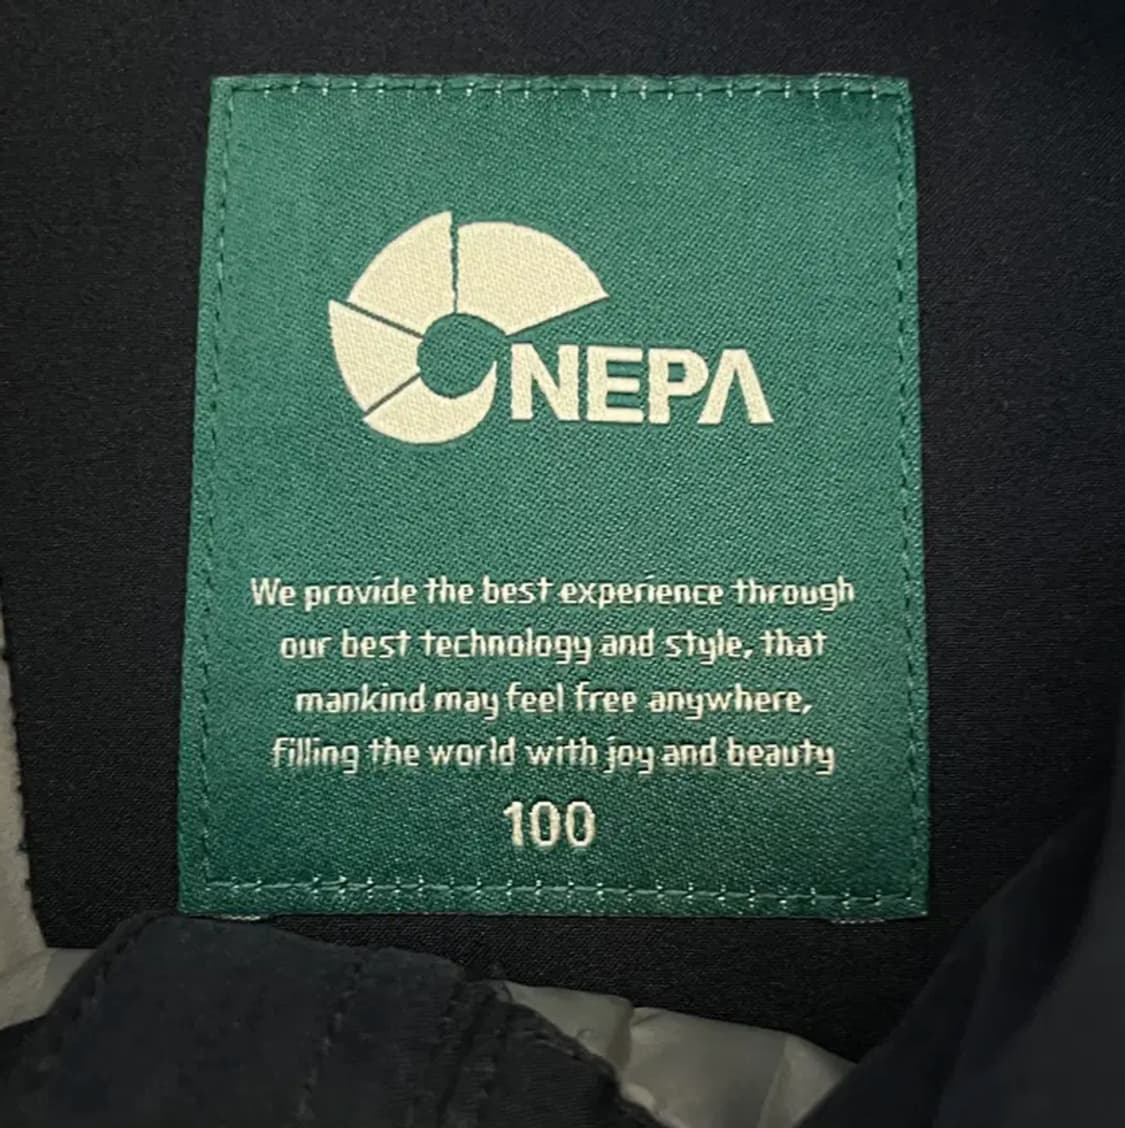 NEPA
We provide the best experience through
our best technology and style, that
mankind may feel free anywhere,
filling the world with joy and beauty
100